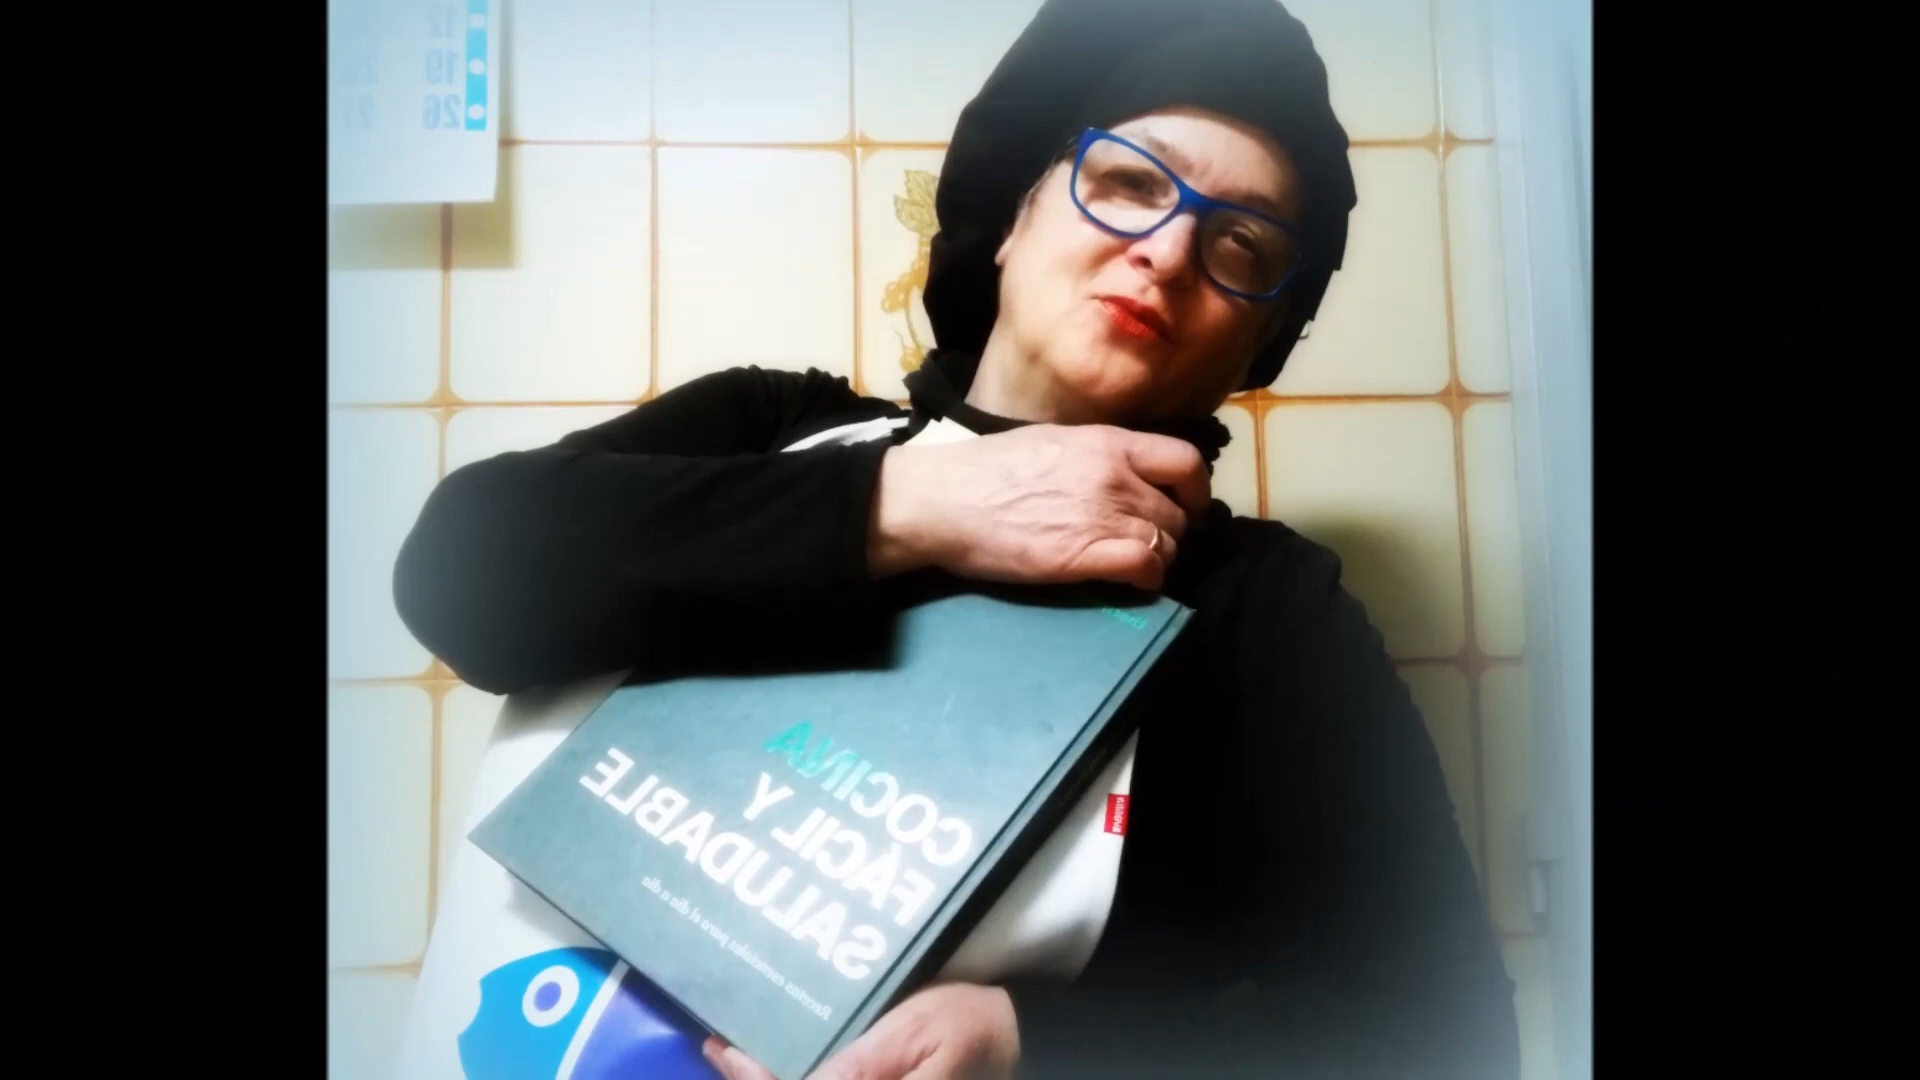 12
19
26
COCINA
FÁCIL Y
SALUDABLE
Recetas esenciales para el día a día